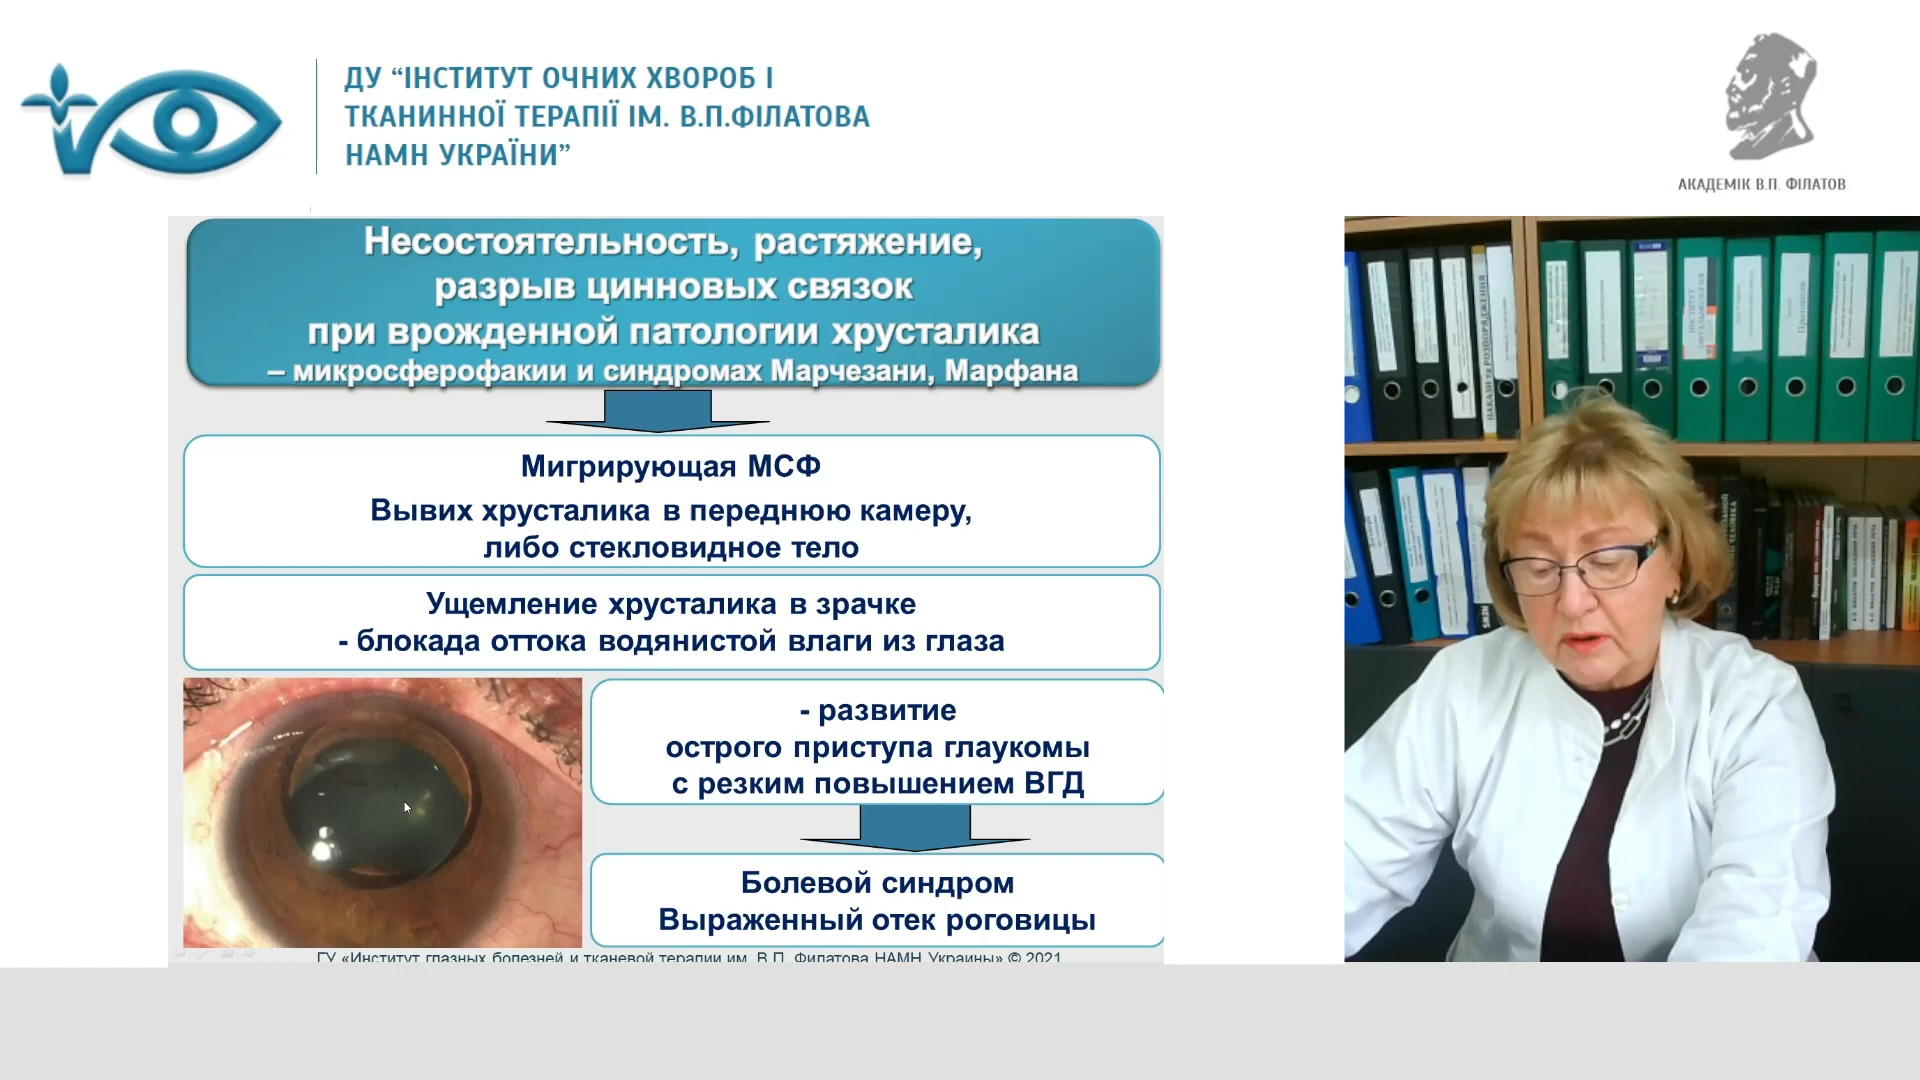 ДУ “ІНСТИТУТ ОЧНИХ ХВОРОБ І
ТКАНИННОЇ ТЕРАПІЇ ІМ. В.П.ФІЛАТОВА
НАМН УКРАЇНИ”
АКАДЕМІК В.П. ФІЛАТОВ
Несостоятельность, растяжение,
разрыв цинновых связок
при врожденной патологии хрусталика
– микросферофакии и синдромах Марчезани, Марфана
Мигрирующая МСФ
Вывих хрусталика в переднюю камеру,
либо стекловидное тело
Ущемление хрусталика в зрачке
- блокада оттока водянистой влаги из глаза
- развитие
острого приступа глаукомы
с резким повышением ВГД
Болевой синдром
Выраженный отек роговицы
ГУ «Институт глазных болезней и тканевой терапии им. В.П. Филатова НАМН Украины» © 2021
НАКАЗИ та РОЗПОРЯДЖЕННЯ